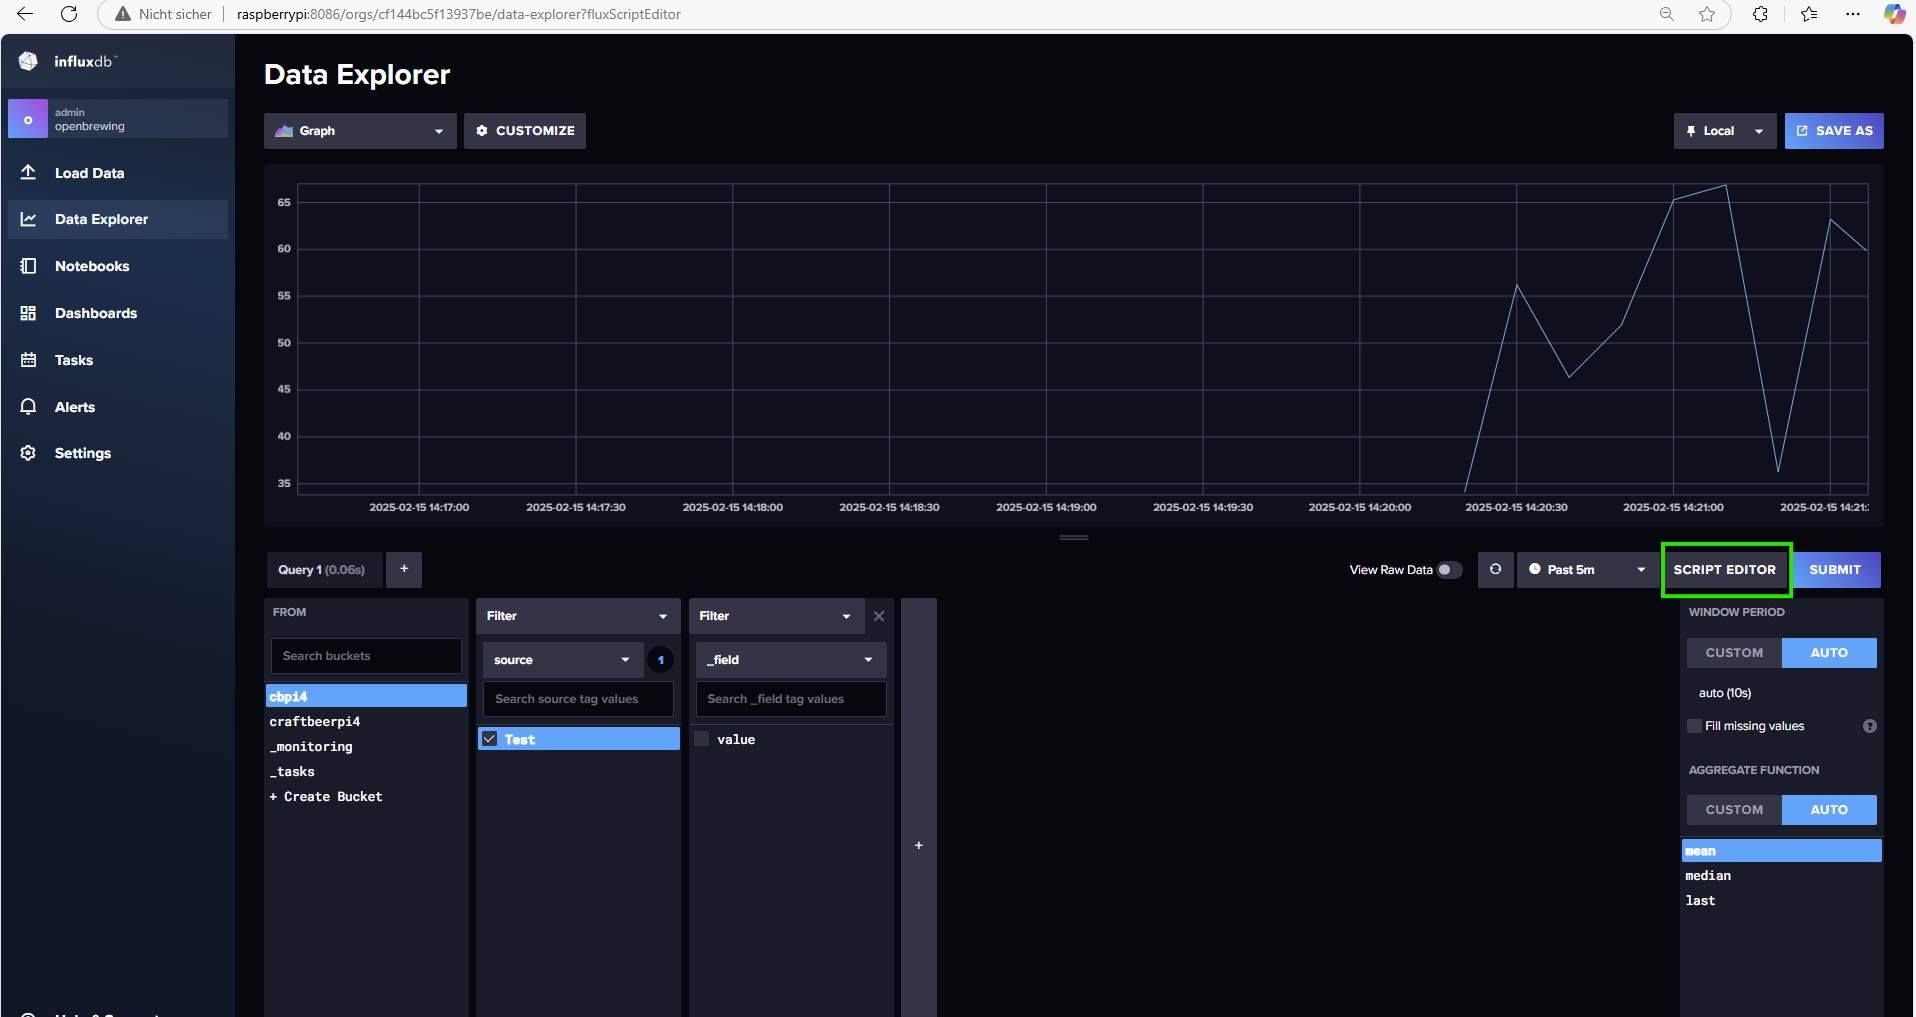 Nicht sicher
raspberrypi:8086/orgs/cf144bc5f13937be/data-explorer?fluxScriptEditor
influxdb™
admin
openbrewing
Load Data
Data Explorer
Notebooks
Dashboards
Tasks
Alerts
Settings
Data Explorer
Graph
CUSTOMIZE
Local
SAVE AS
65
60
55
50
45
40
35
2025-02-15 14:17:00
2025-02-15 14:17:30
2025-02-15 14:18:00
2025-02-15 14:18:30
2025-02-15 14:19:00
2025-02-15 14:19:30
2025-02-15 14:20:00
2025-02-15 14:20:30
2025-02-15 14:21:00
2025-02-15 14:21:
Query 1 (0.06s)
+
View Raw Data
Past 5m
SCRIPT EDITOR
SUBMIT
FROM
Search buckets
cbpi4
craftbeerpi4
_monitoring
_tasks
+ Create Bucket
Filter
source
1
Search source tag values
Test
Filter
_field
Search _field tag values
value
+
WINDOW PERIOD
CUSTOM
AUTO
auto (10s)
Fill missing values
?
AGGREGATE FUNCTION
CUSTOM
AUTO
mean
median
last